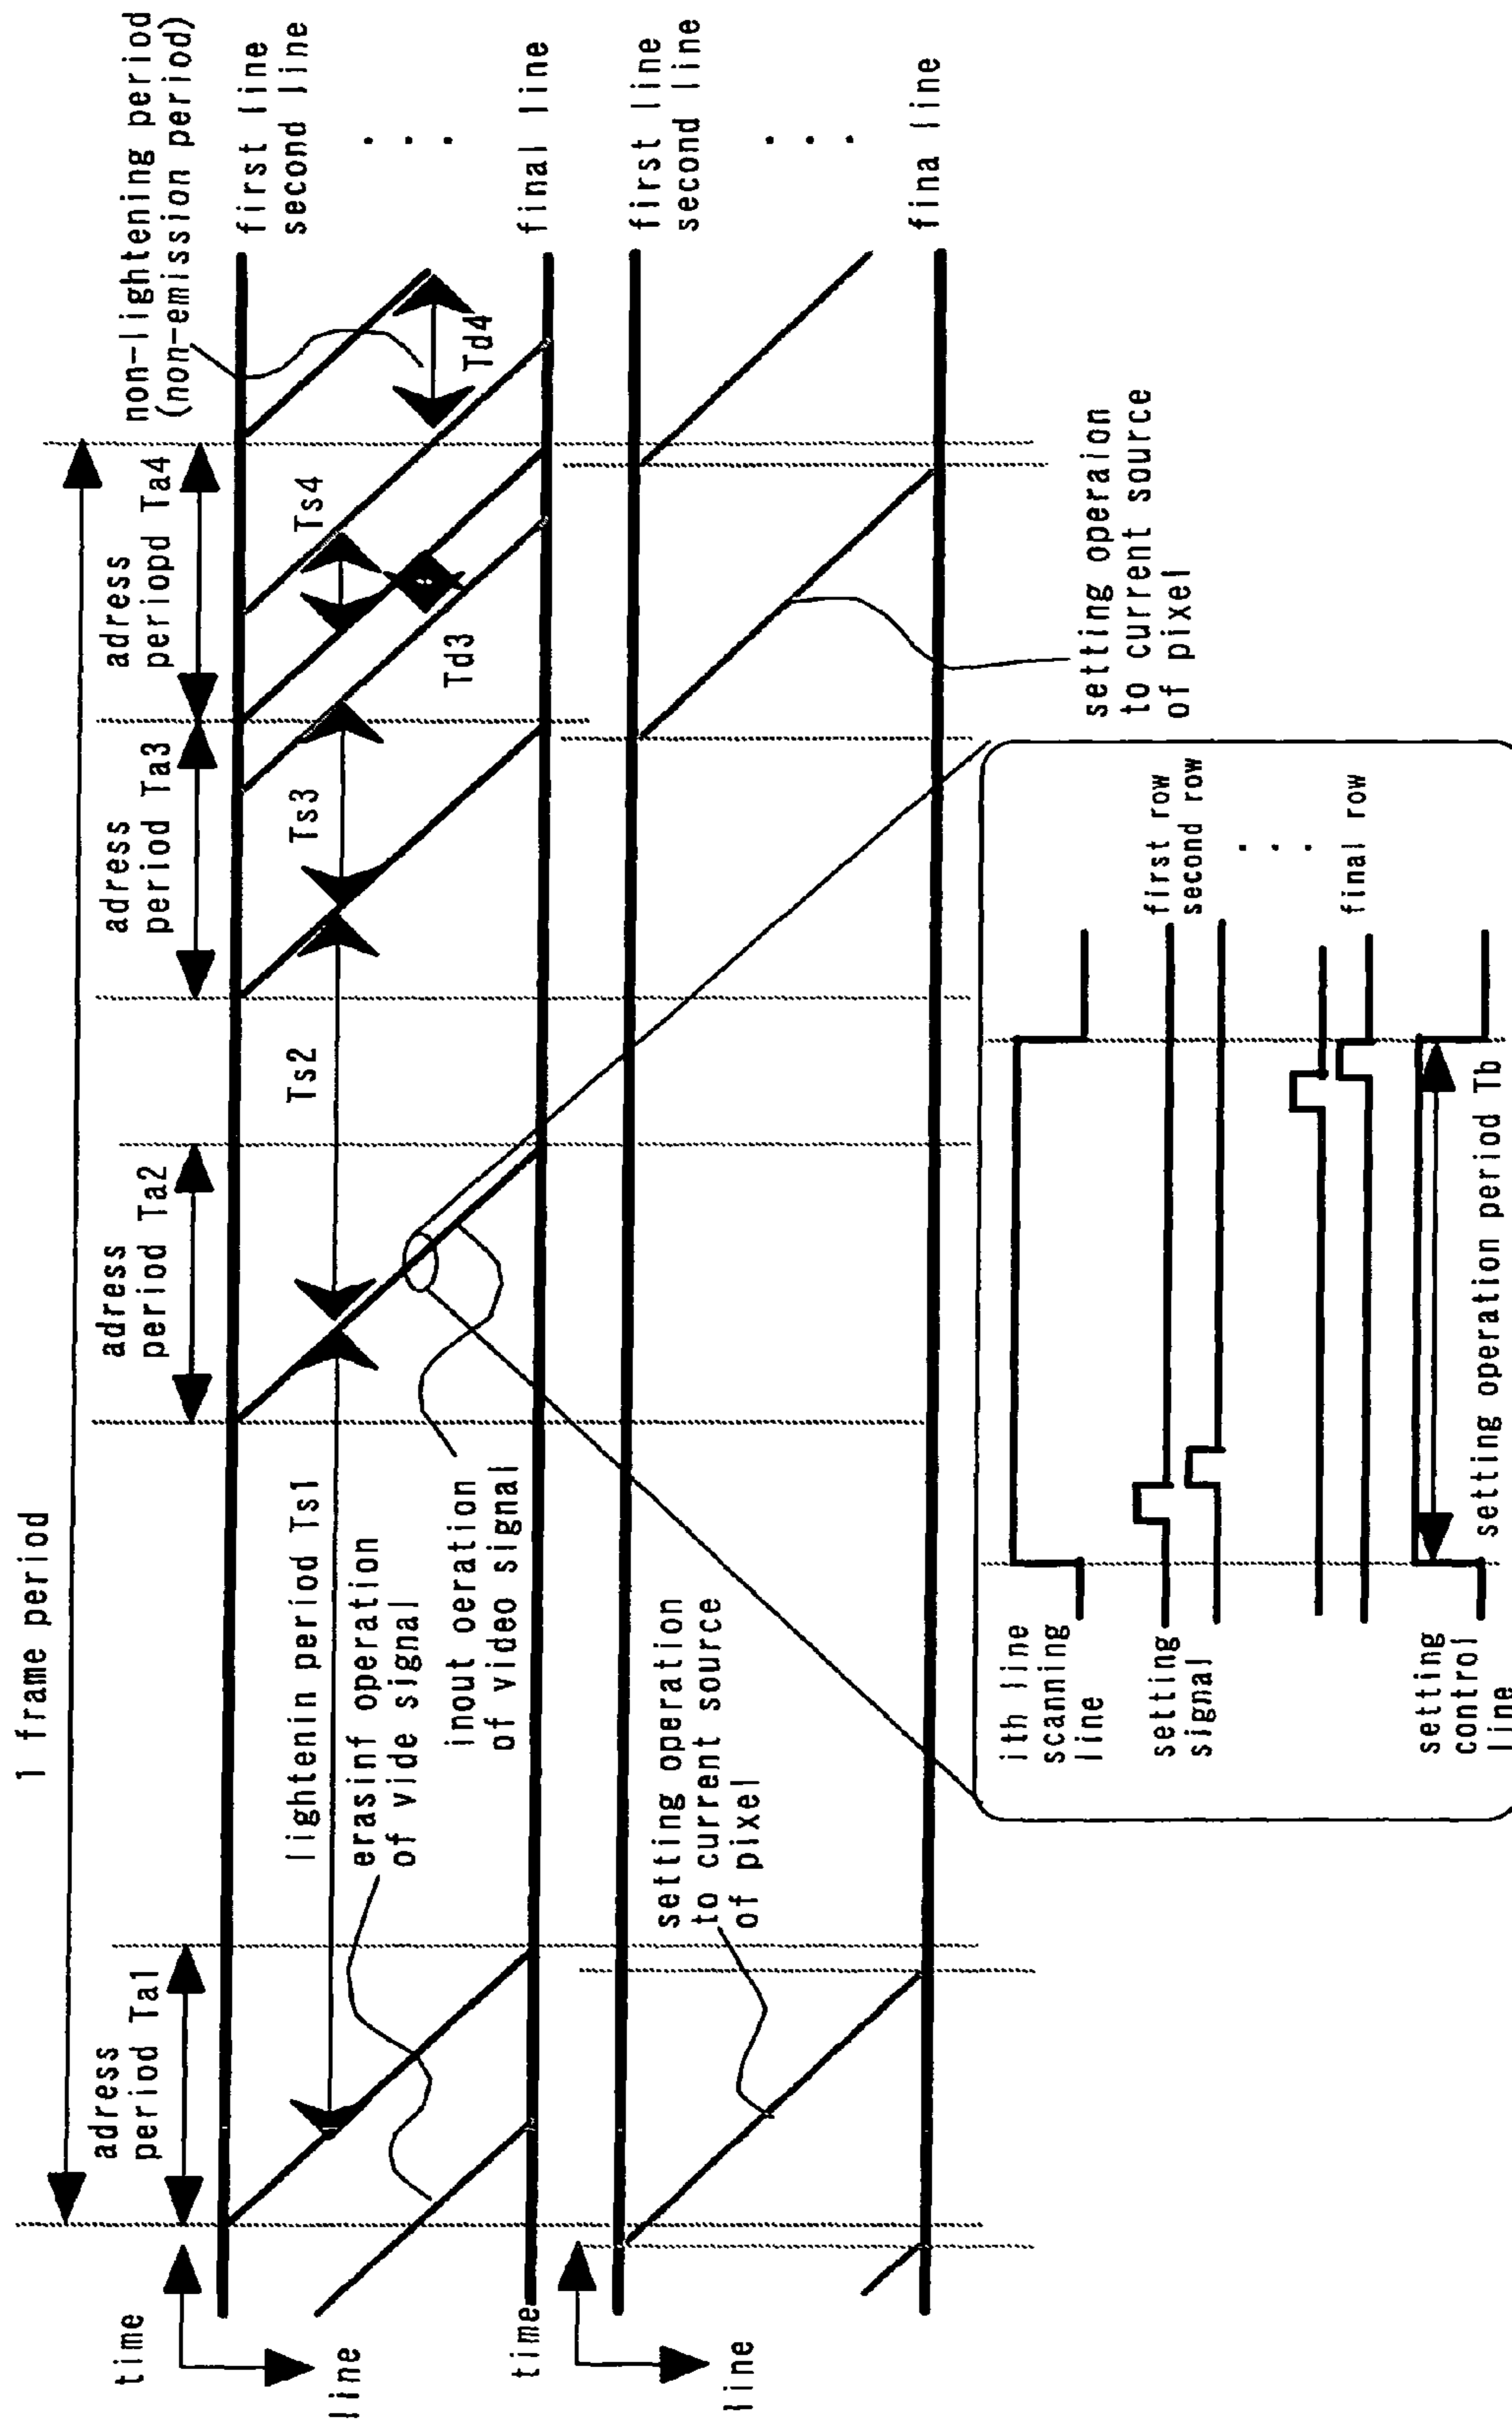 1 frame period
adress
period Ta1
adress
period Ta2
adress
period Ta3
adress
periopd Ta4
non-lightening period
(non-emission period)
time
line
first line
second line
. . .
final line
lightenin period Ts1
Ts2
Ts3
Ts4
Td3
Td4
erasinf operation
of vide signal
inout oeration
of video signal
time
line
first line
second line
. . .
fina line
setting operation
to current source
of pixel
setting operaion
to current source
of pixel
ith line
scanning
line
setting
signal
first row
second row
. . .
final row
setting
control
line
setting operation period Tb